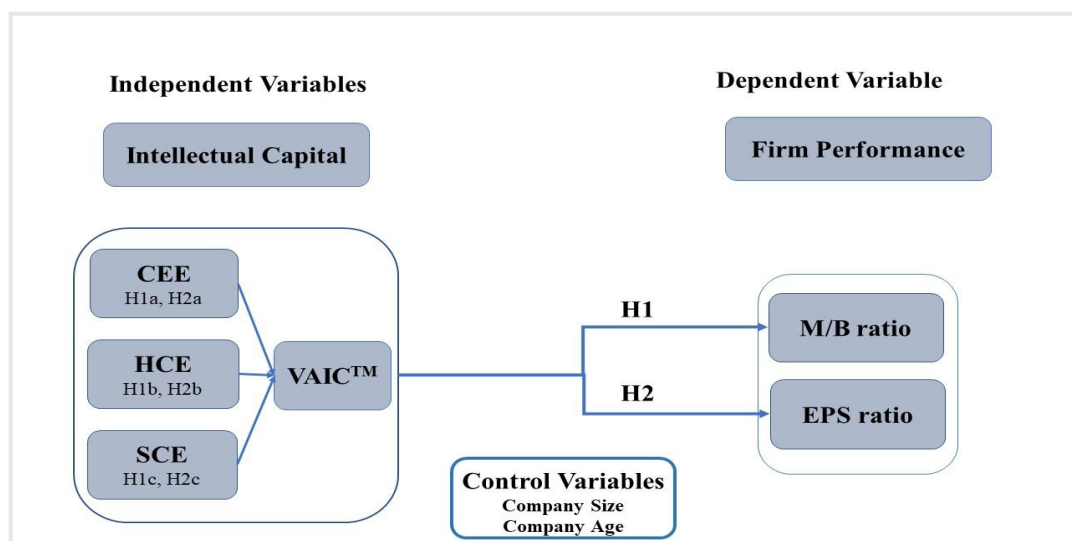 Independent Variables
Dependent Variable
Intellectual Capital
Firm Performance
CEE
H1a, H2a
HCE
H1b, H2b
SCE
H1c, H2c
VAIC™
H1
H2
M/B ratio
EPS ratio
Control Variables
Company Size
Company Age